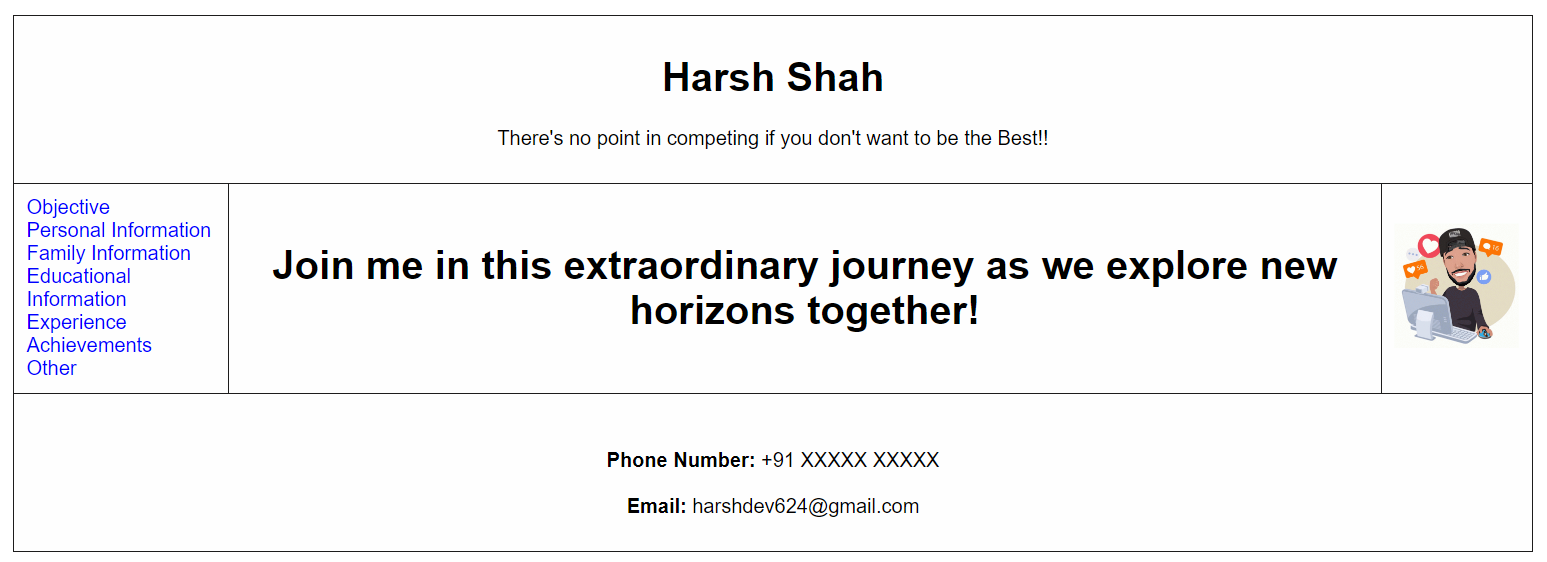 Harsh Shah
There's no point in competing if you don't want to be the Best!!
Objective
Personal Information
Family Information
Educational
Information
Experience
Achievements
Other
Join me in this extraordinary journey as we explore new
horizons together!
Phone Number: +91 XXXXX XXXXX
Email: harshdev624@gmail.com